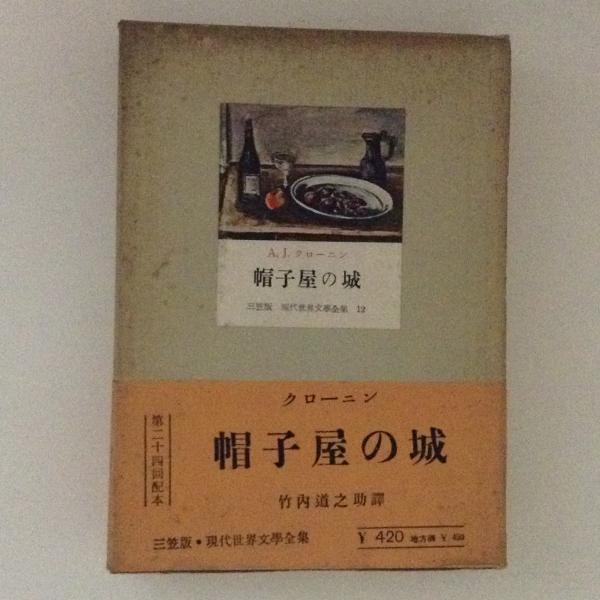 A. J. クローニン
帽子屋の城
三笠版 現代世界文學全集 12
クローニン
帽子屋の城
竹内道之助譯
第二十四回配本
三笠版・現代世界文學全集
¥ 420 地方價 ¥